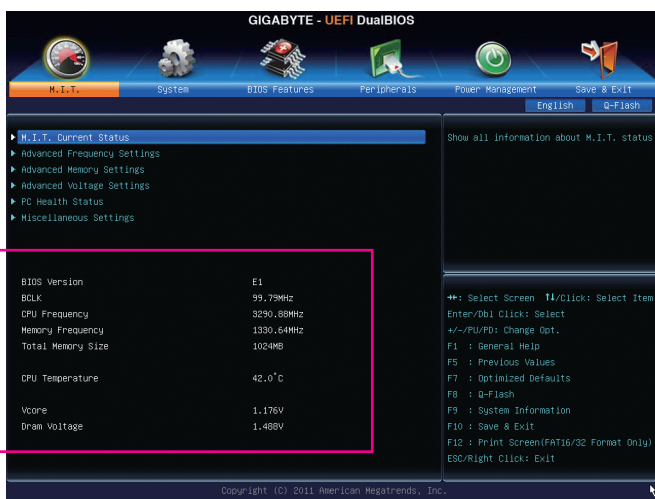 GIGABYTE - UEFI DualBIOS
M.I.T. System BIOS Features Peripherals Power Management Save & Exit
English Q-Flash
M.I.T. Current Status
Advanced Frequency Settings
Advanced Memory Settings
Advanced Voltage Settings
PC Health Status
Miscellaneous Settings
Show all information about M.I.T. status
BIOS Version E1
BCLK 99.79MHz
CPU Frequency 3290.88MHz
Memory Frequency 1330.64MHz
Total Memory Size 1024MB
CPU Temperature 42.0°C
Vcore 1.176V
Dram Voltage 1.488V
→←: Select Screen ↑↓/Click: Select Item
Enter/Dbl Click: Select
+/-/PU/PD: Change Opt.
F1 : General Help
F5 : Previous Values
F7 : Optimized Defaults
F8 : Q-Flash
F9 : System Information
F10 : Save & Exit
F12 : Print Screen(FAT16/32 Format Only)
ESC/Right Click: Exit
Copyright (C) 2011 American Megatrends, Inc.